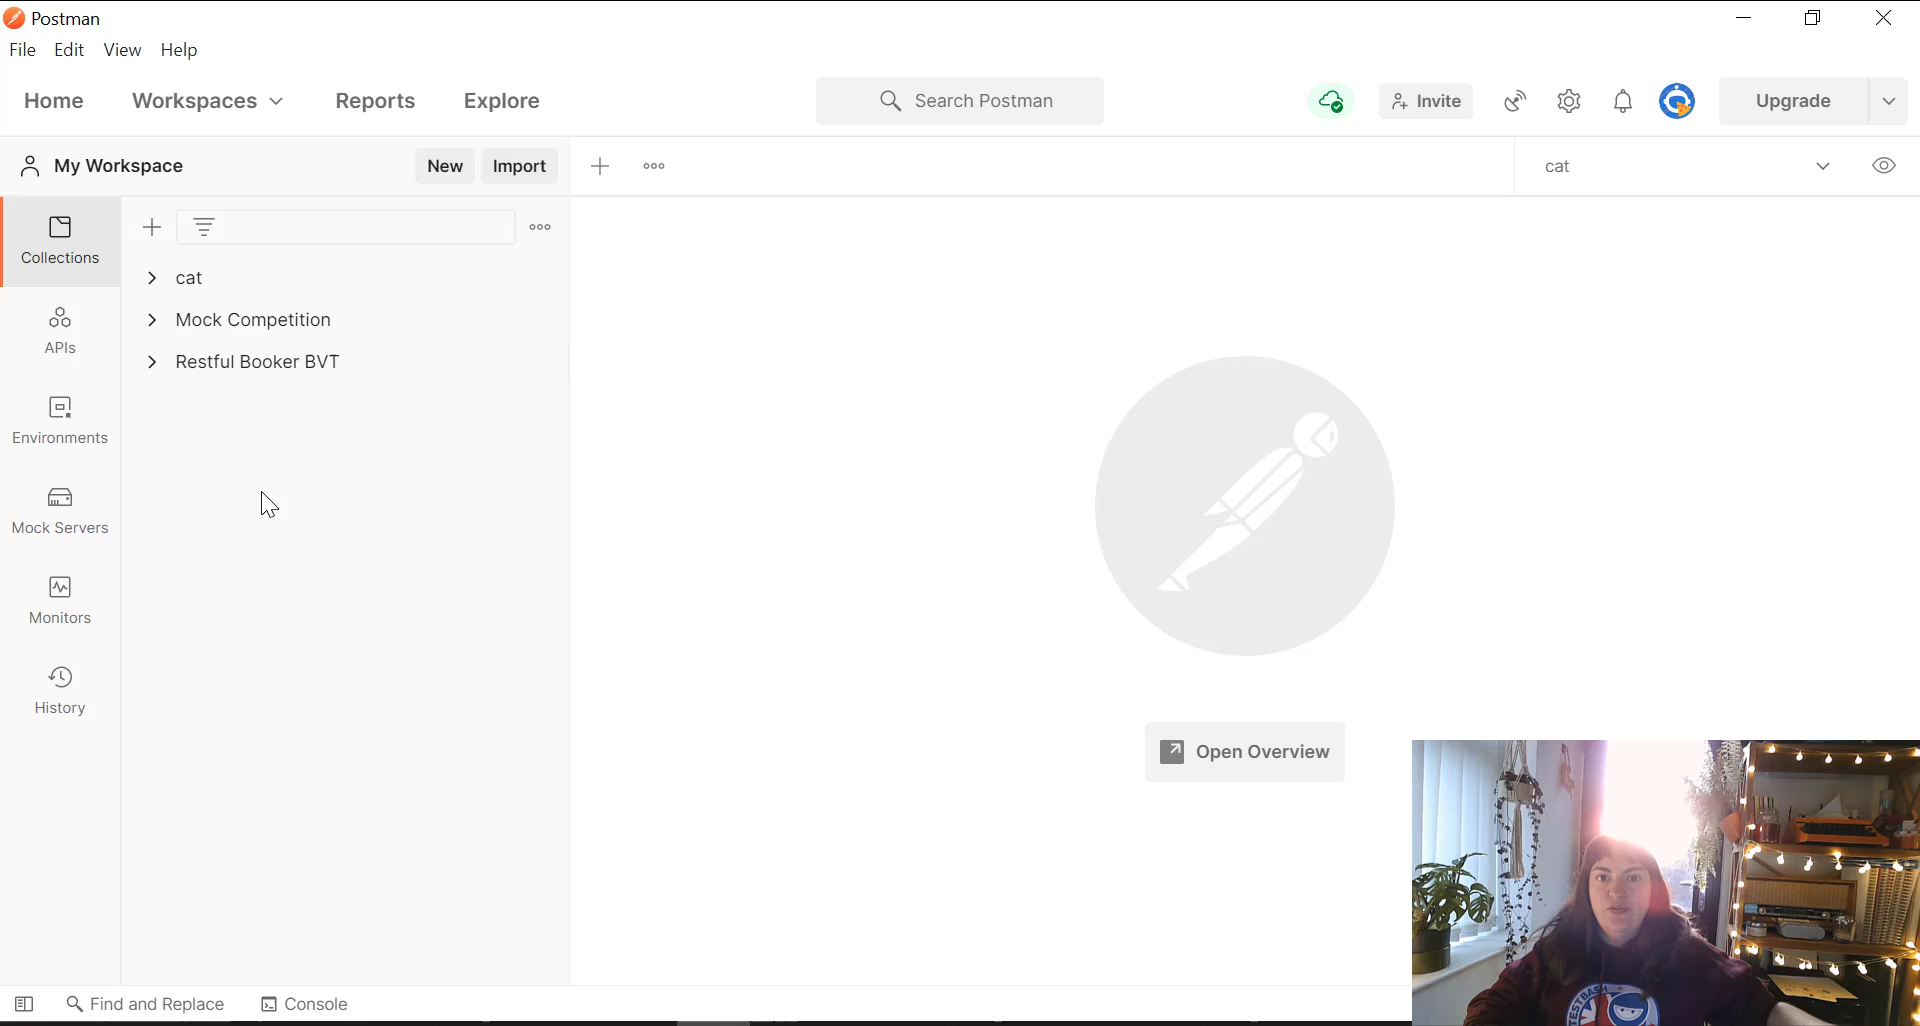 Postman
File Edit View Help
Home Workspaces Reports Explore Search Postman Invite Upgrade
My Workspace New Import cat
Collections
cat
Mock Competition
Restful Booker BVT
APIs
Environments
Mock Servers
Monitors
History
Open Overview
TESTBASH
Find and Replace Console